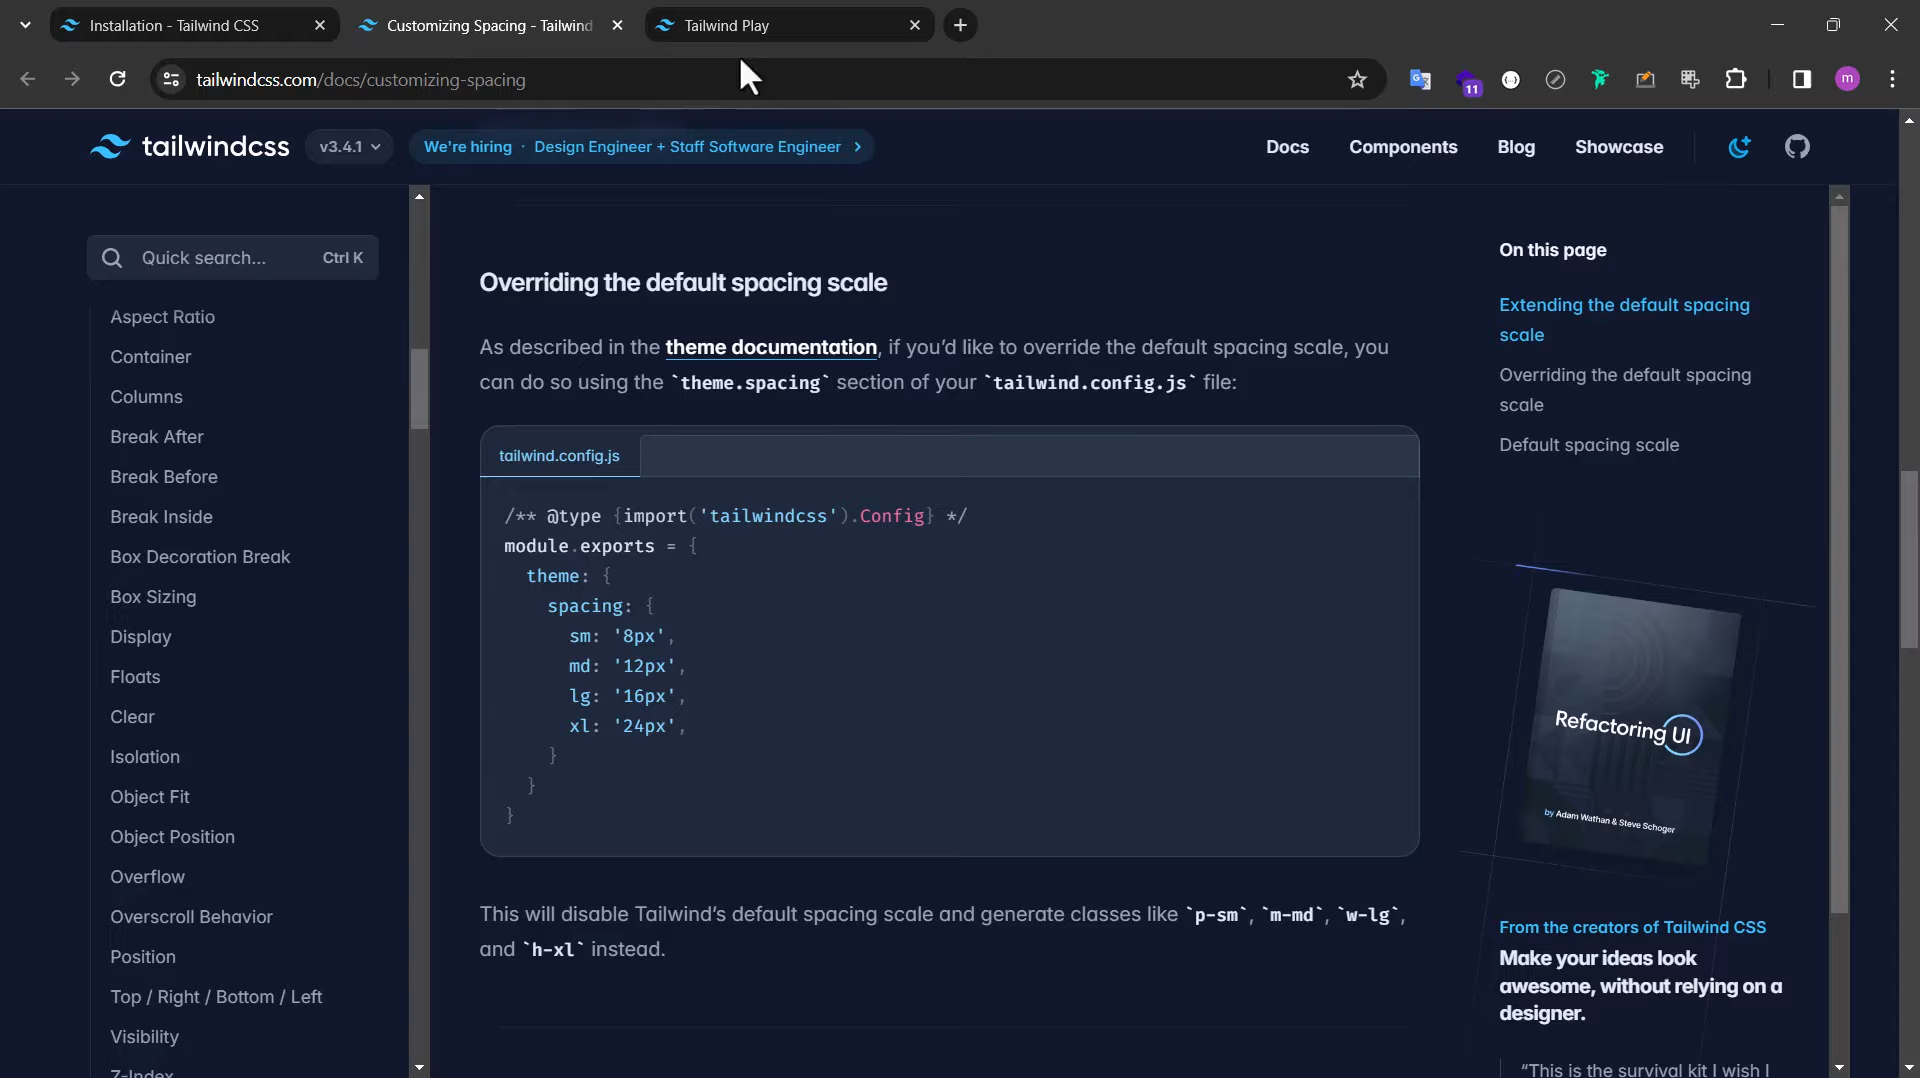 Installation - Tailwind CSS
Customizing Spacing - Tailwind
Tailwind Play
tailwindcss.com/docs/customizing-spacing
11
m
tailwindcss
v3.4.1
We're hiring · Design Engineer + Staff Software Engineer
Docs
Components
Blog
Showcase
Quick search...
Ctrl K
Aspect Ratio
Container
Columns
Break After
Break Before
Break Inside
Box Decoration Break
Box Sizing
Display
Floats
Clear
Isolation
Object Fit
Object Position
Overflow
Overscroll Behavior
Position
Top / Right / Bottom / Left
Visibility
Z-Index
Overriding the default spacing scale
As described in the theme documentation, if you’d like to override the default spacing scale, you
can do so using the `theme.spacing` section of your `tailwind.config.js` file:
tailwind.config.js
/** @type {import('tailwindcss').Config} */
module.exports = {
theme: {
spacing: {
sm: '8px',
md: '12px',
lg: '16px',
xl: '24px',
}
}
}
This will disable Tailwind’s default spacing scale and generate classes like `p-sm`, `m-md`, `w-lg`,
and `h-xl` instead.
On this page
Extending the default spacing
scale
Overriding the default spacing
scale
Default spacing scale
Refactoring UI
by Adam Wathan & Steve Schoger
From the creators of Tailwind CSS
Make your ideas look
awesome, without relying on a
designer.
“This is the survival kit I wish I